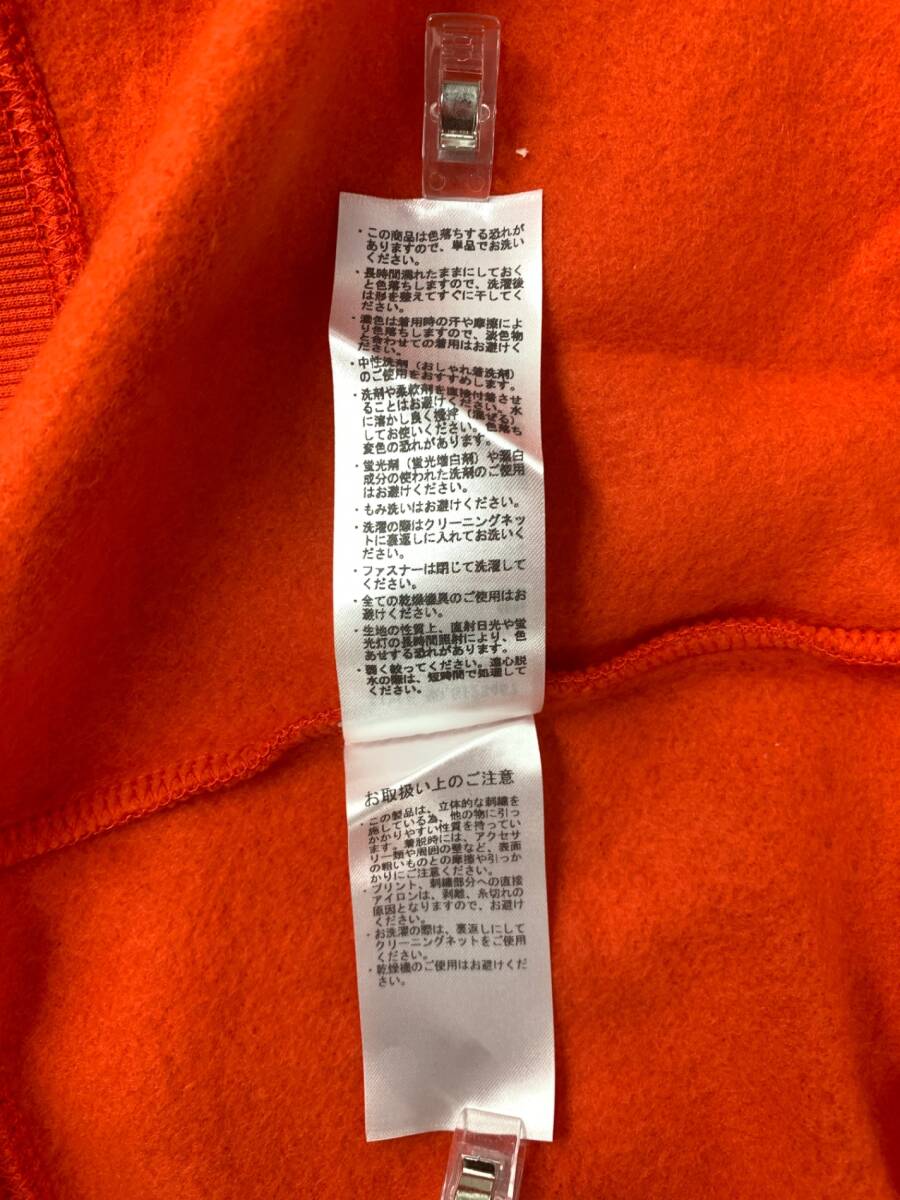 ・この商品は色落ちする恐れが
ありますので、単品でお洗い
ください。
・長時間濡れたままにしておく
と色落ちしますので、洗濯後
は形を整えてすぐに干してく
ださい。
・濃色は着用時の汗や摩擦によ
り色落ちしますので、淡色物
と合わせての着用はお避けく
ださい。
・中性洗剤（おしゃれ着洗剤）
のご使用をおすすめします。
・洗剤や柔軟剤を直接付着させ
ることはお避けください。水
に溶かし良く撹拌（混ぜる）
してお使いください。色落ち
変色の恐れがあります。
・蛍光剤（蛍光増白剤）や漂白
成分の使われた洗剤のご使用
はお避けください。
・もみ洗いはお避けください。
・洗濯の際はクリーニングネッ
トに裏返しに入れてお洗いく
ださい。
・ファスナーは閉じて洗濯して
ください。
・全ての乾燥機具のご使用はお
避けください。
・生地の性質上、直射日光や蛍
光灯の長時間照射により、色
あせする恐れがあります。
・弱く絞ってください。遠心脱
水の際は、短時間で処理して
ください。
お取扱い上のご注意
・この製品は、立体的な刺繍を
施している為、他の物に引っ
かかりやすい性質を持ってい
ます。着脱時には、アクセサ
リー類や周囲の壁など、表面
の粗いものとの摩擦や引っか
かりにご注意ください。
・プリント、刺繍部分への直接
アイロンは、剥離、糸切れの
原因となりますので、お避け
ください。
・お洗濯の際は、裏返しにして
クリーニングネットをご使用
ください。
・乾燥機のご使用はお避けくだ
さい。